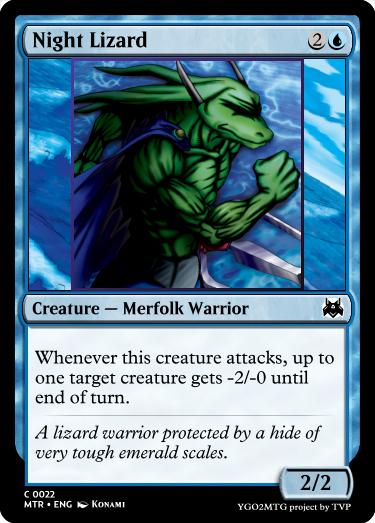 Night Lizard 2
Creature — Merfolk Warrior
Whenever this creature attacks, up to
one target creature gets -2/-0 until
end of turn.
A lizard warrior protected by a hide of
very tough emerald scales.
2/2
C 0022
MTR • ENG KONAMI
YGO2MTG project by TVP